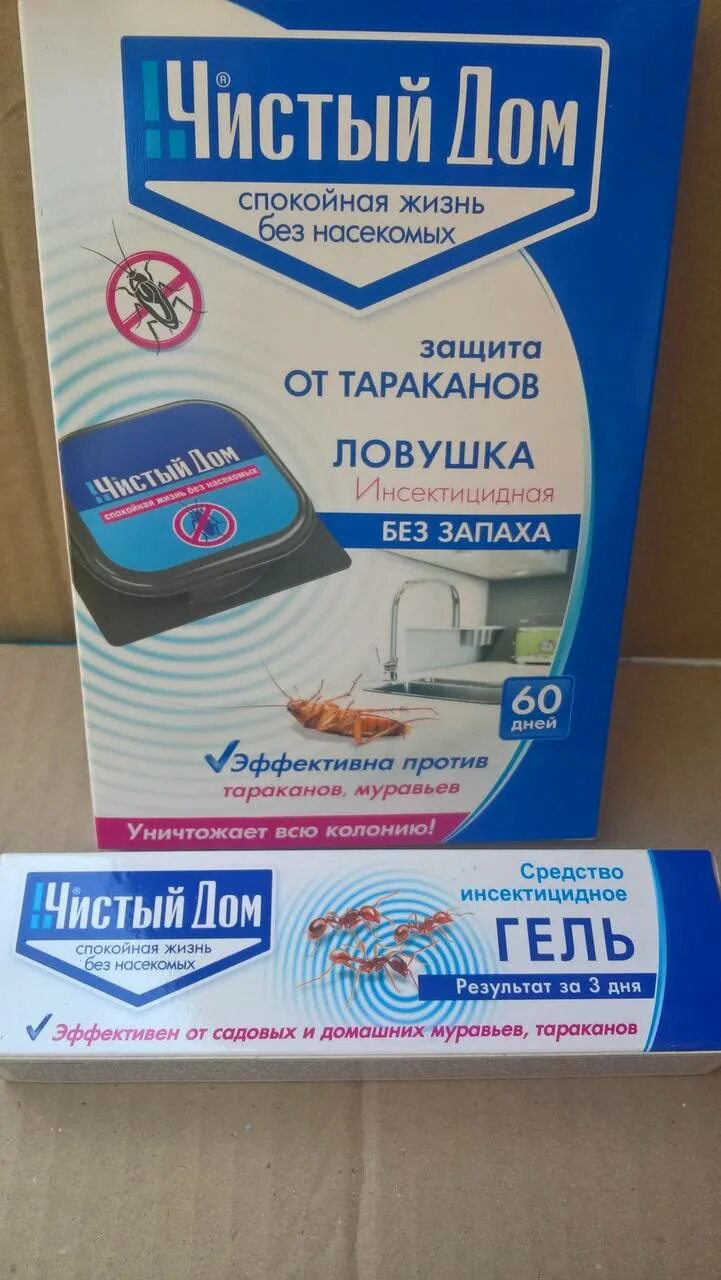 Чистый Дом ®
спокойная жизнь
без насекомых
защита
ОТ ТАРАКАНОВ
ЛОВУШКА
Инсектицидная
БЕЗ ЗАПАХА
Чистый Дом
спокойная жизнь без насекомых
60
дней
Эффективна против
тараканов, муравьев
Уничтожает всю колонию!
Чистый Дом ®
спокойная жизнь
без насекомых
Средство
инсектицидное
ГЕЛЬ
Результат за 3 дня
Эффективен от садовых и домашних муравьев, тараканов